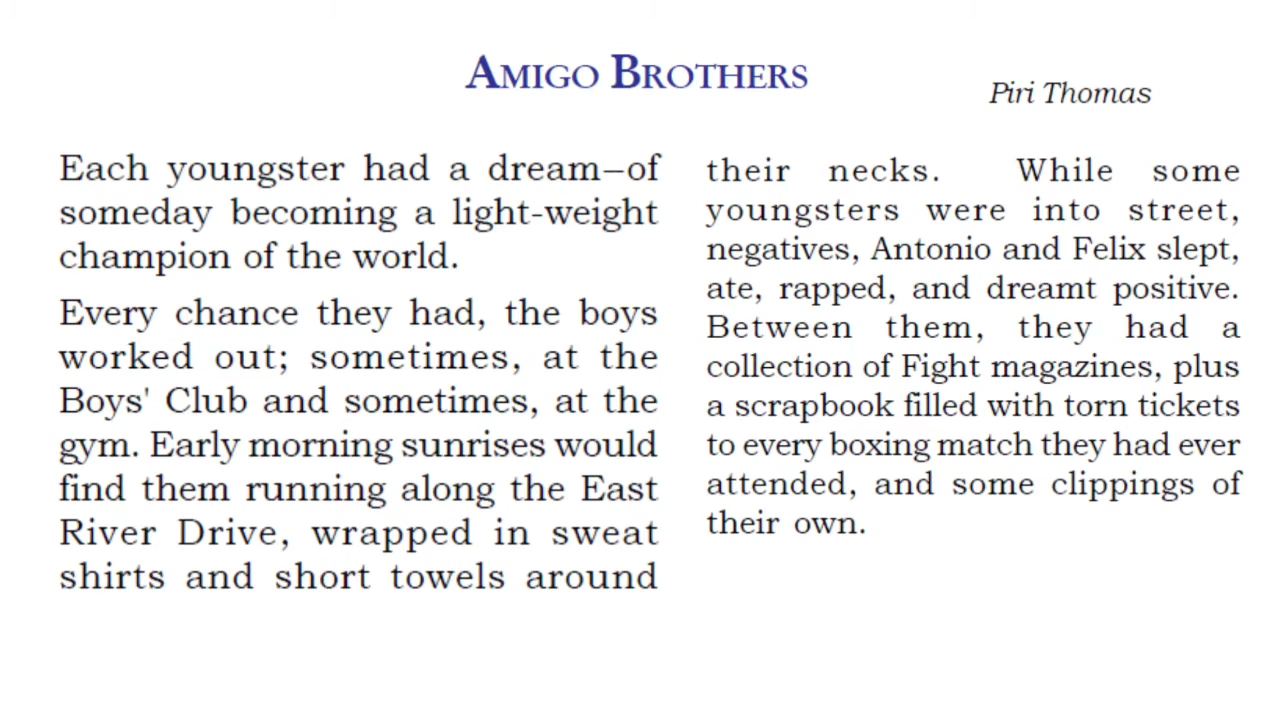 AMIGO BROTHERS
Piri Thomas
Each youngster had a dream–of
someday becoming a light-weight
champion of the world.
Every chance they had, the boys
worked out; sometimes, at the
Boys' Club and sometimes, at the
gym. Early morning sunrises would
find them running along the East
River Drive, wrapped in sweat
shirts and short towels around
their necks. While some
youngsters were into street,
negatives, Antonio and Felix slept,
ate, rapped, and dreamt positive.
Between them, they had a
collection of Fight magazines, plus
a scrapbook filled with torn tickets
to every boxing match they had ever
attended, and some clippings of
their own.